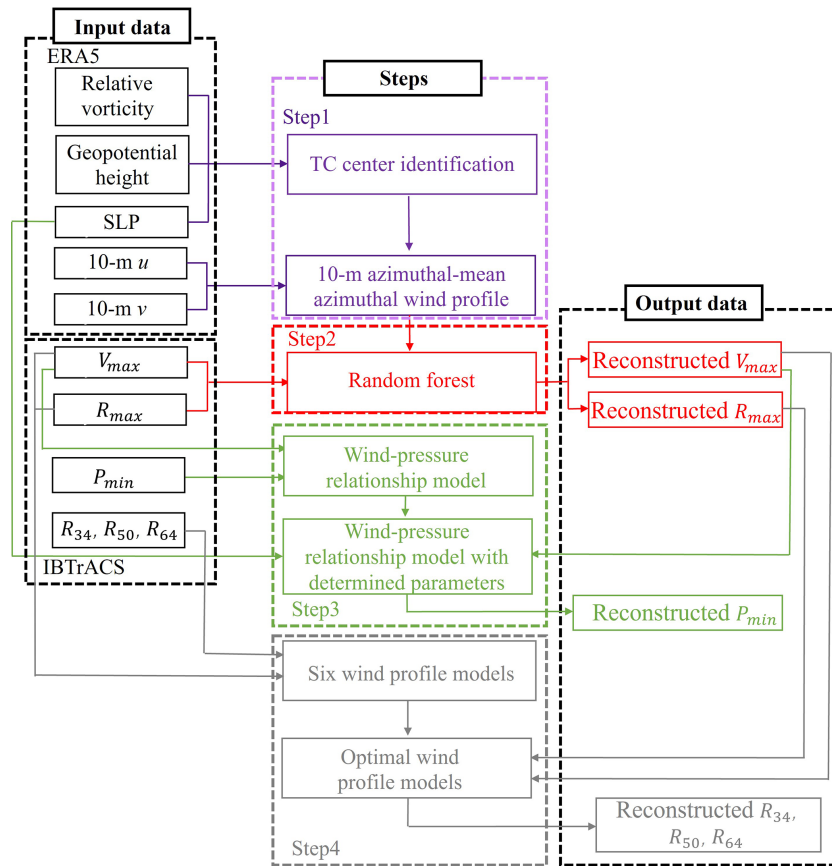 Input data
ERA5
Relative
vorticity
Geopotential
height
SLP
10-m u
10-m v
V_max
R_max
P_min
R_34, R_50, R_64
IBTrACS
Steps
Step1
TC center identification
10-m azimuthal-mean
azimuthal wind profile
Step2
Random forest
Wind-pressure
relationship model
Wind-pressure
relationship model with
determined parameters
Step3
Six wind profile models
Optimal wind
profile models
Step4
Output data
Reconstructed V_max
Reconstructed R_max
Reconstructed P_min
Reconstructed R_34,
R_50, R_64